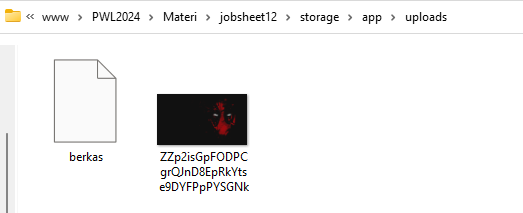 www > PWL2024 > Materi > jobsheet12 > storage > app > uploads
berkas
ZZp2isGpFODPC
grQJnD8EpRkYts
e9DYFPpPYSGNk